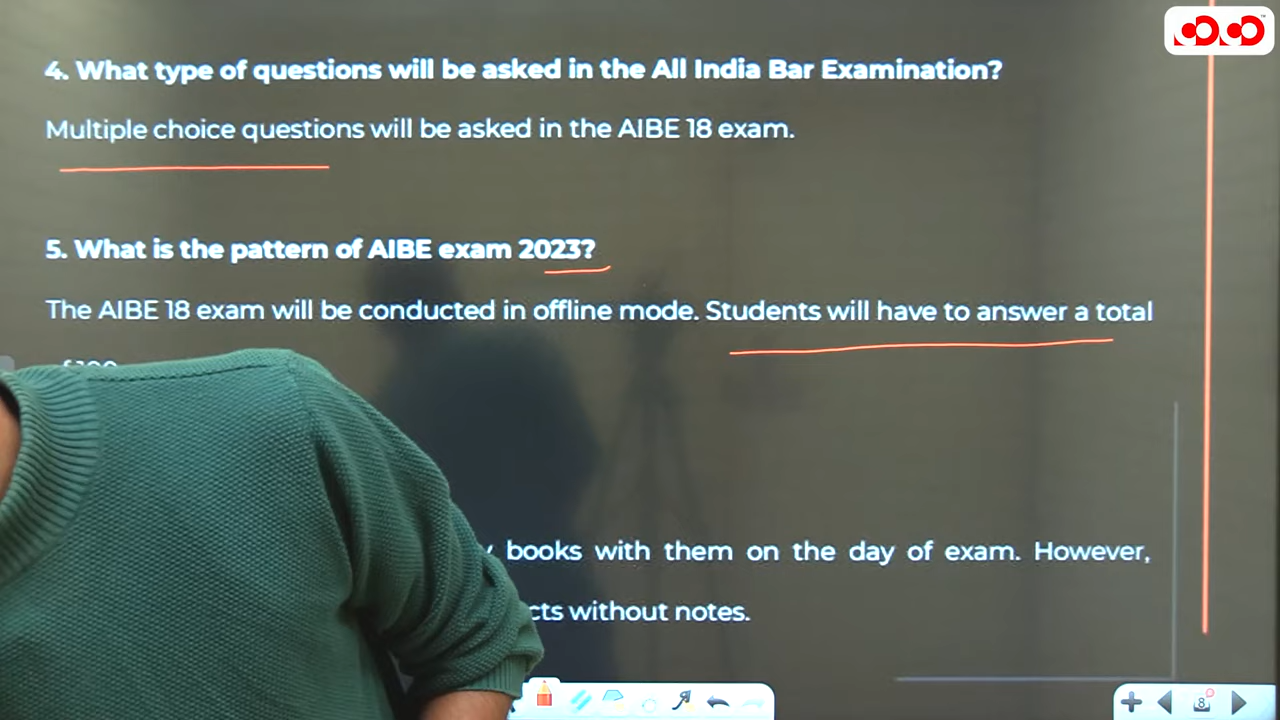 4. What type of questions will be asked in the All India Bar Examination?
Multiple choice questions will be asked in the AIBE 18 exam.
5. What is the pattern of AIBE exam 2023?
The AIBE 18 exam will be conducted in offline mode. Students will have to answer a total
books with them on the day of exam. However,
without notes.
8